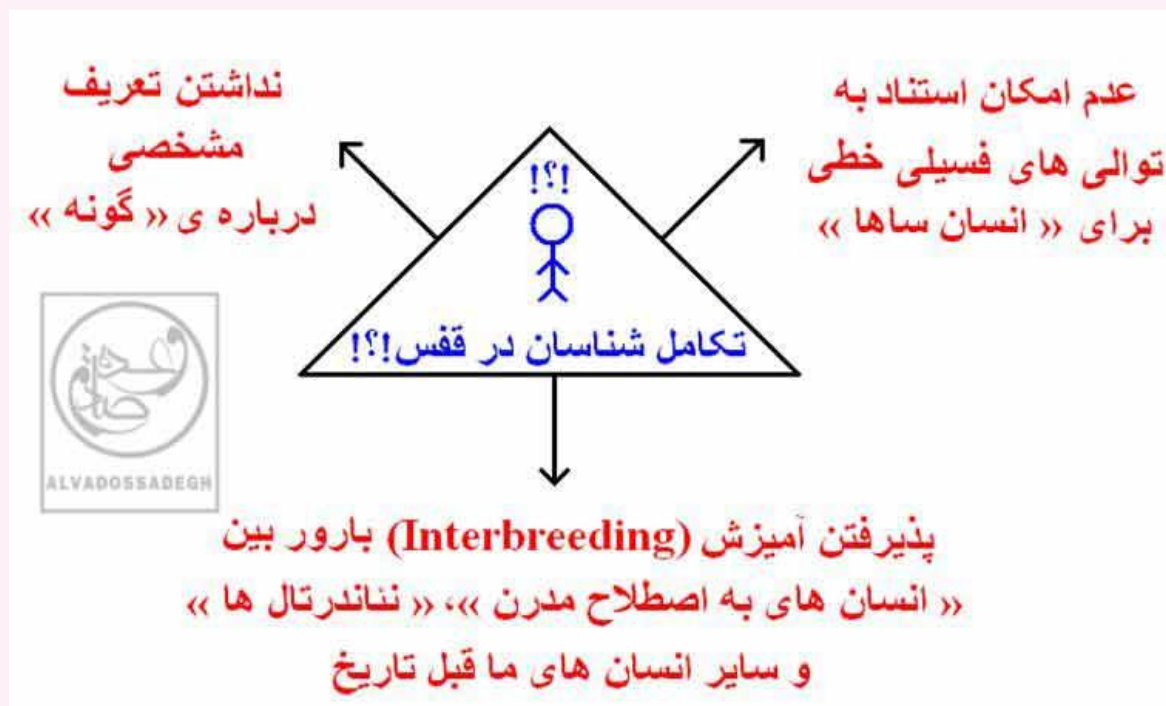 عدم امکان استناد به
توالی های فسیلی خطی
برای « انسان ساها »
نداشتن تعریف
مشخصی
درباره ی « گونه »
!؟!
تکامل شناسان در قفس!؟!
ALVADOSSADEGH
پذیرفتن آمیزش (Interbreeding) بارور بین
« انسان های به اصطلاح مدرن »، « نئاندرتال ها »
و سایر انسان های ما قبل تاریخ